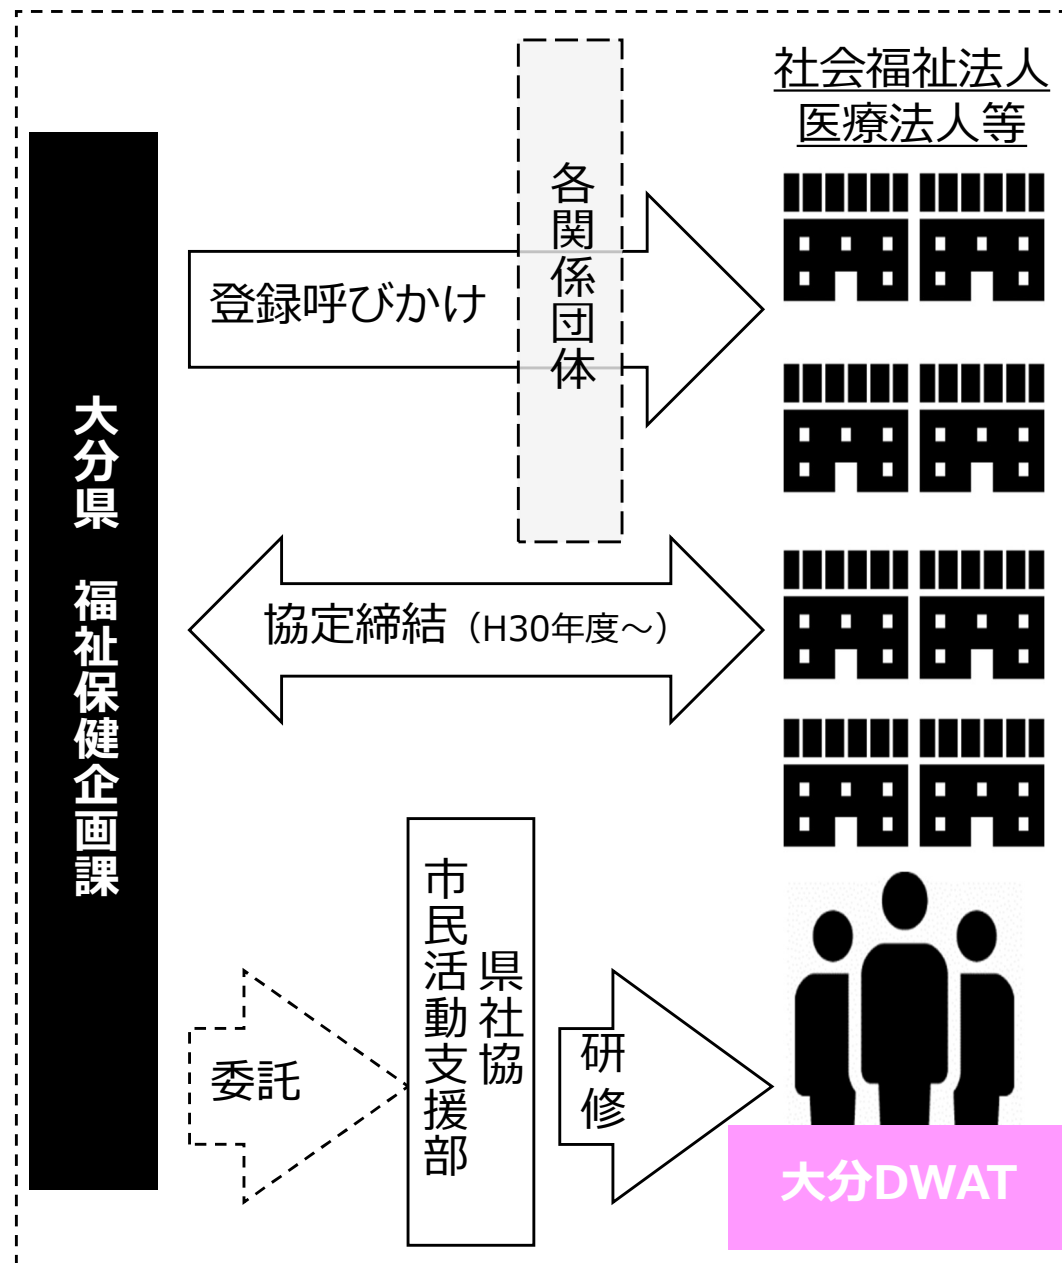 社会福祉法人
医療法人等
各関係団体
登録呼びかけ
大分県 福祉保健企画課
協定締結（H30年度～）
県社協
市民活動支援部
委託
研修
大分DWAT